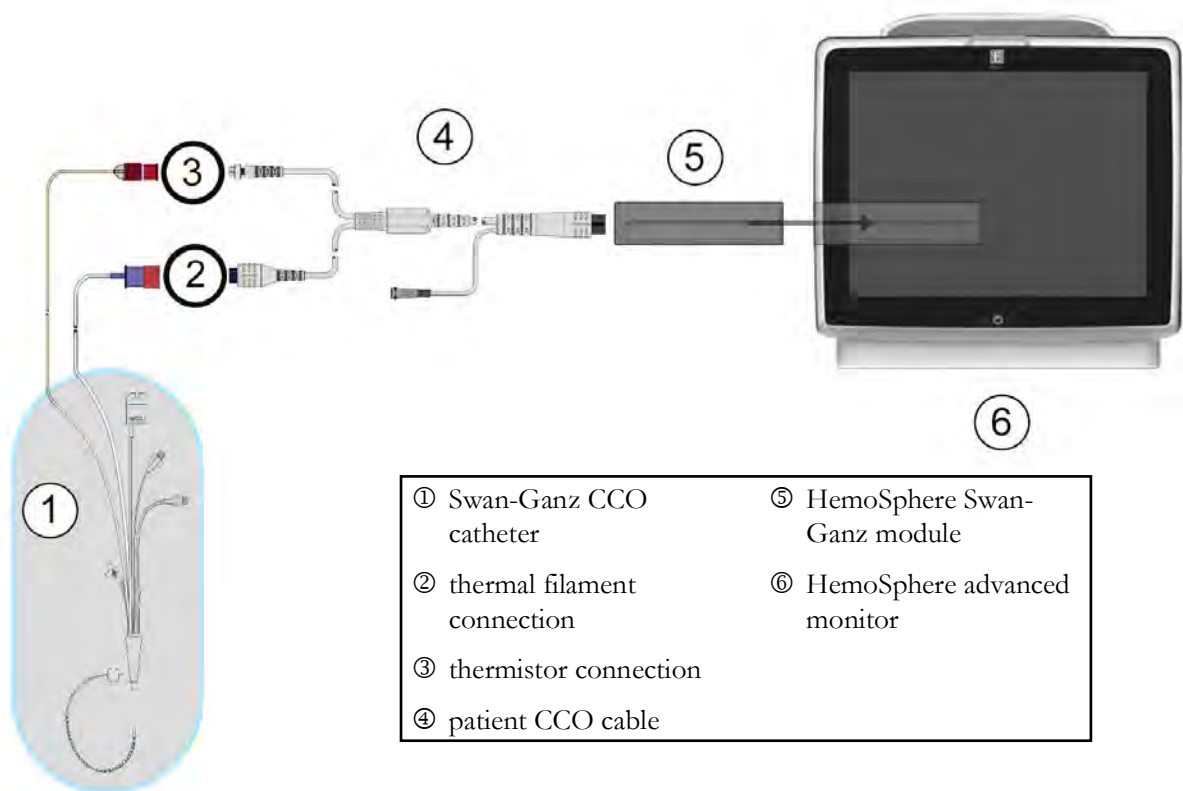 4
3
5
2
6
1
① Swan-Ganz CCO
catheter
② thermal filament
connection
③ thermistor connection
④ patient CCO cable
⑤ HemoSphere Swan-
Ganz module
⑥ HemoSphere advanced
monitor